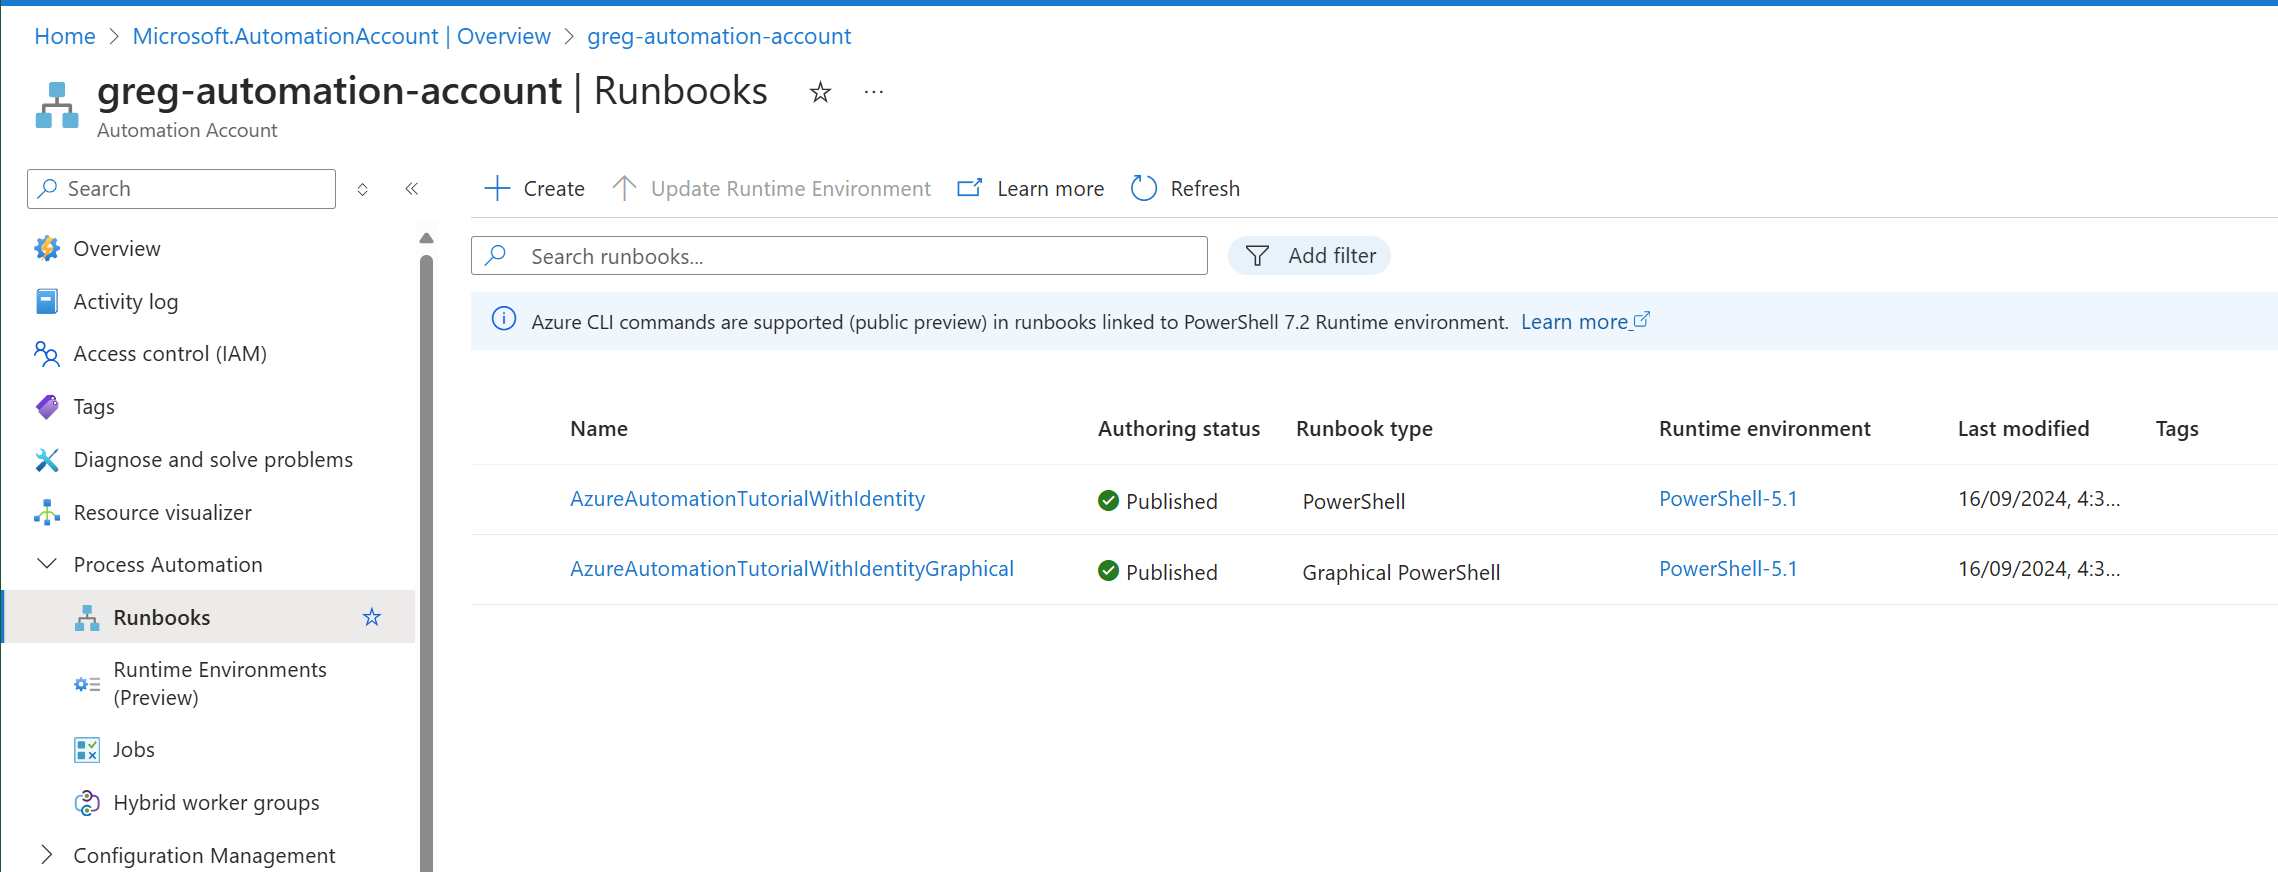 Home > Microsoft.AutomationAccount | Overview > greg-automation-account
greg-automation-account | Runbooks
Automation Account
Search
Create
Update Runtime Environment
Learn more
Refresh
Search runbooks...
Add filter
Azure CLI commands are supported (public preview) in runbooks linked to PowerShell 7.2 Runtime environment. Learn more
Overview
Activity log
Access control (IAM)
Tags
Diagnose and solve problems
Resource visualizer
Process Automation
Runbooks
Runtime Environments
(Preview)
Jobs
Hybrid worker groups
Configuration Management
Name Authoring status Runbook type Runtime environment Last modified Tags
AzureAutomationTutorialWithIdentity Published PowerShell PowerShell-5.1 16/09/2024, 4:3...
AzureAutomationTutorialWithIdentityGraphical Published Graphical PowerShell PowerShell-5.1 16/09/2024, 4:3...